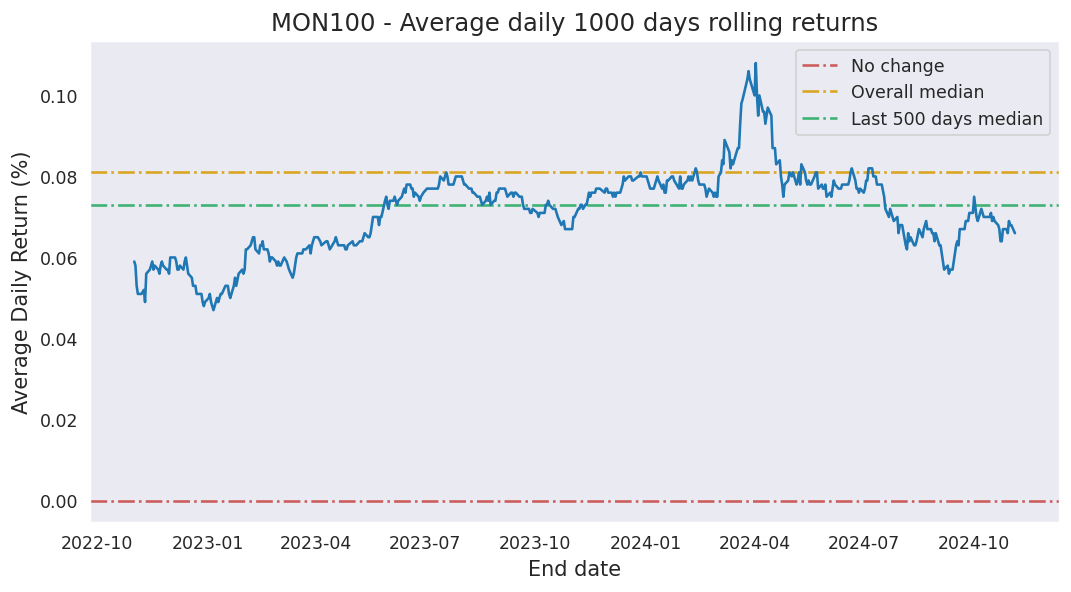 MON100 - Average daily 1000 days rolling returns
No change
Overall median
Last 500 days median
Average Daily Return (%)
0.10
0.08
0.06
0.04
0.02
0.00
2022-10 2023-01 2023-04 2023-07 2023-10 2024-01 2024-04 2024-07 2024-10
End date